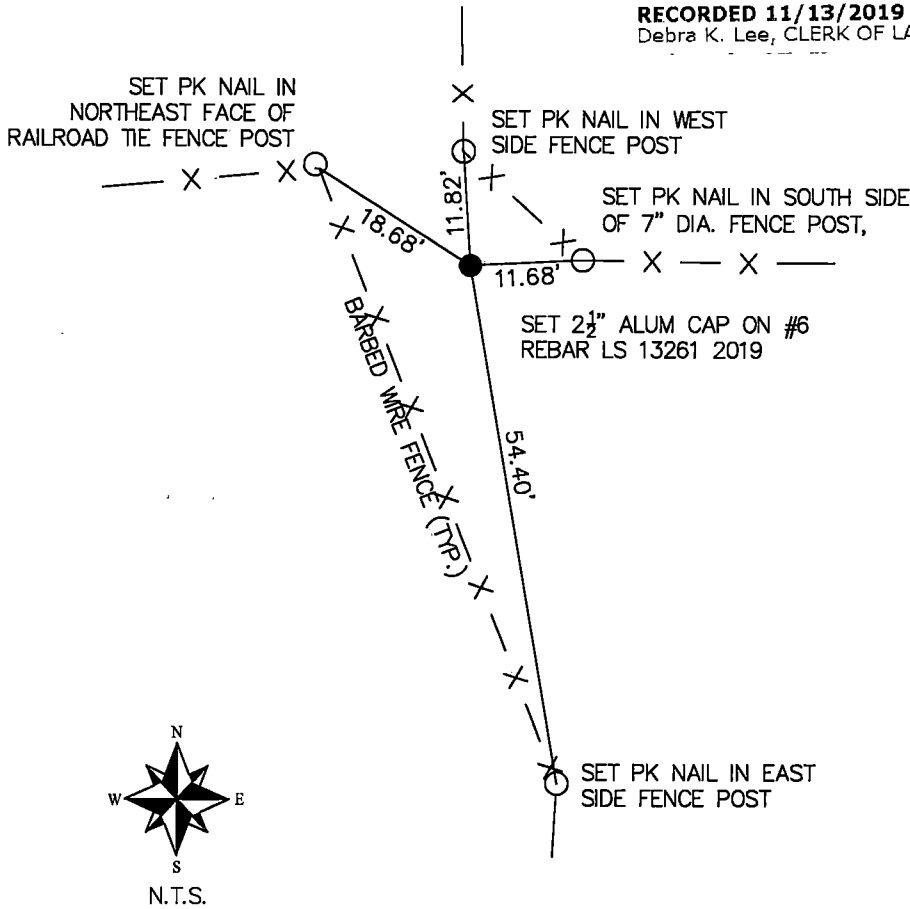 RECORDED 11/13/2019
Debra K. Lee, CLERK OF LA
SET PK NAIL IN
NORTHEAST FACE OF
RAILROAD TIE FENCE POST
SET PK NAIL IN WEST
SIDE FENCE POST
SET PK NAIL IN SOUTH SIDE
OF 7" DIA. FENCE POST,
18.68'
11.82'
11.68'
SET 2½" ALUM CAP ON #6
REBAR LS 13261 2019
BARBED WIRE FENCE (TYP.)
54.40'
SET PK NAIL IN EAST
SIDE FENCE POST
N
W
E
S
N.T.S.